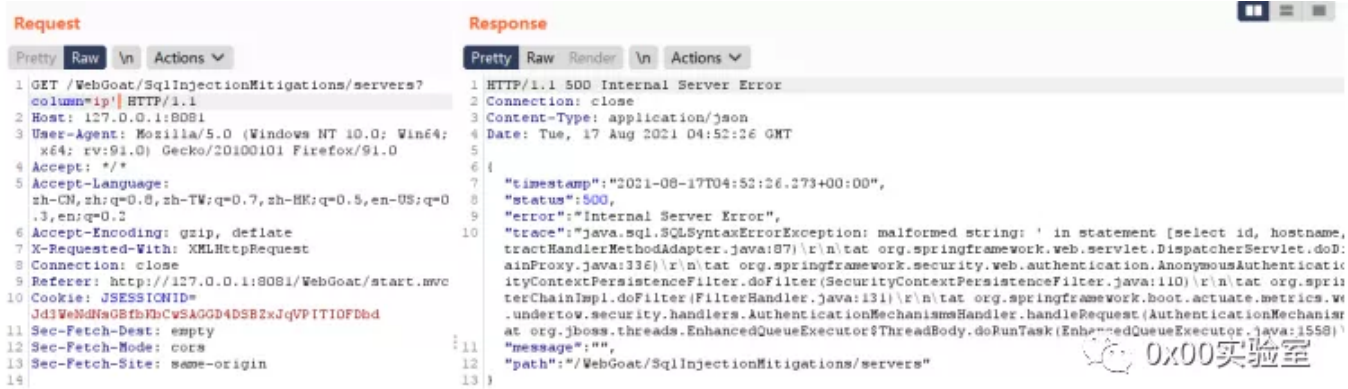 Request
Pretty Raw \n Actions
1 GET /WebGoat/SqlInjectionMitigations/servers?
column=ip' HTTP/1.1
2 Host: 127.0.0.1:8081
3 User-Agent: Mozilla/5.0 (Windows NT 10.0; Win64;
x64; rv:91.0) Gecko/20100101 Firefox/91.0
4 Accept: */*
5 Accept-Language:
zh-CN,zh;q=0.8,zh-TW;q=0.7,zh-HK;q=0.5,en-US;q=0
.3,en;q=0.2
6 Accept-Encoding: gzip, deflate
7 X-Requested-With: XMLHttpRequest
8 Connection: close
9 Referer: http://127.0.0.1:8081/WebGoat/start.mvc
10 Cookie: JSESSIONID=
11 Sec-Fetch-Dest: empty
12 Sec-Fetch-Mode: cors
13 Sec-Fetch-Site: same-origin
14
Response
Pretty Raw Render \n Actions
1 HTTP/1.1 500 Internal Server Error
2 Connection: close
3 Content-Type: application/json
4 Date: Tue, 17 Aug 2021 04:52:26 GMT
5
6 {
7 "timestamp":"2021-08-17T04:52:26.273+00:00",
8 "status":500,
9 "error":"Internal Server Error",
10 "trace":"java.sql.SQLSyntaxErrorException: malformed string: ' in statement [select id, hostname,
tractHandlerMethodAdapter.java:87)\r\n\tat org.springframework.web.servlet.DispatcherServlet.doDi
ainProxy.java:336)\r\n\tat org.springframework.security.web.authentication.AnonymousAuthenticatio
ityContextPersistenceFilter.doFilter(SecurityContextPersistenceFilter.java:110)\r\n\tat org.sprin
terChainImpl.doFilter(FilterHandler.java:131)\r\n\tat org.springframework.boot.actuate.metrics.we
.undertow.security.handlers.AuthenticationMechanismsHandler.handleRequest(AuthenticationMechanism
at org.jboss.threads.EnhancedQueueExecutor$ThreadBody.doRunTask(EnhancedQueueExecutor.java:1558)\
11 "message":"",
12 "path":"/WebGoat/SqlInjectionMitigations/servers"
13 }
0x00实验室